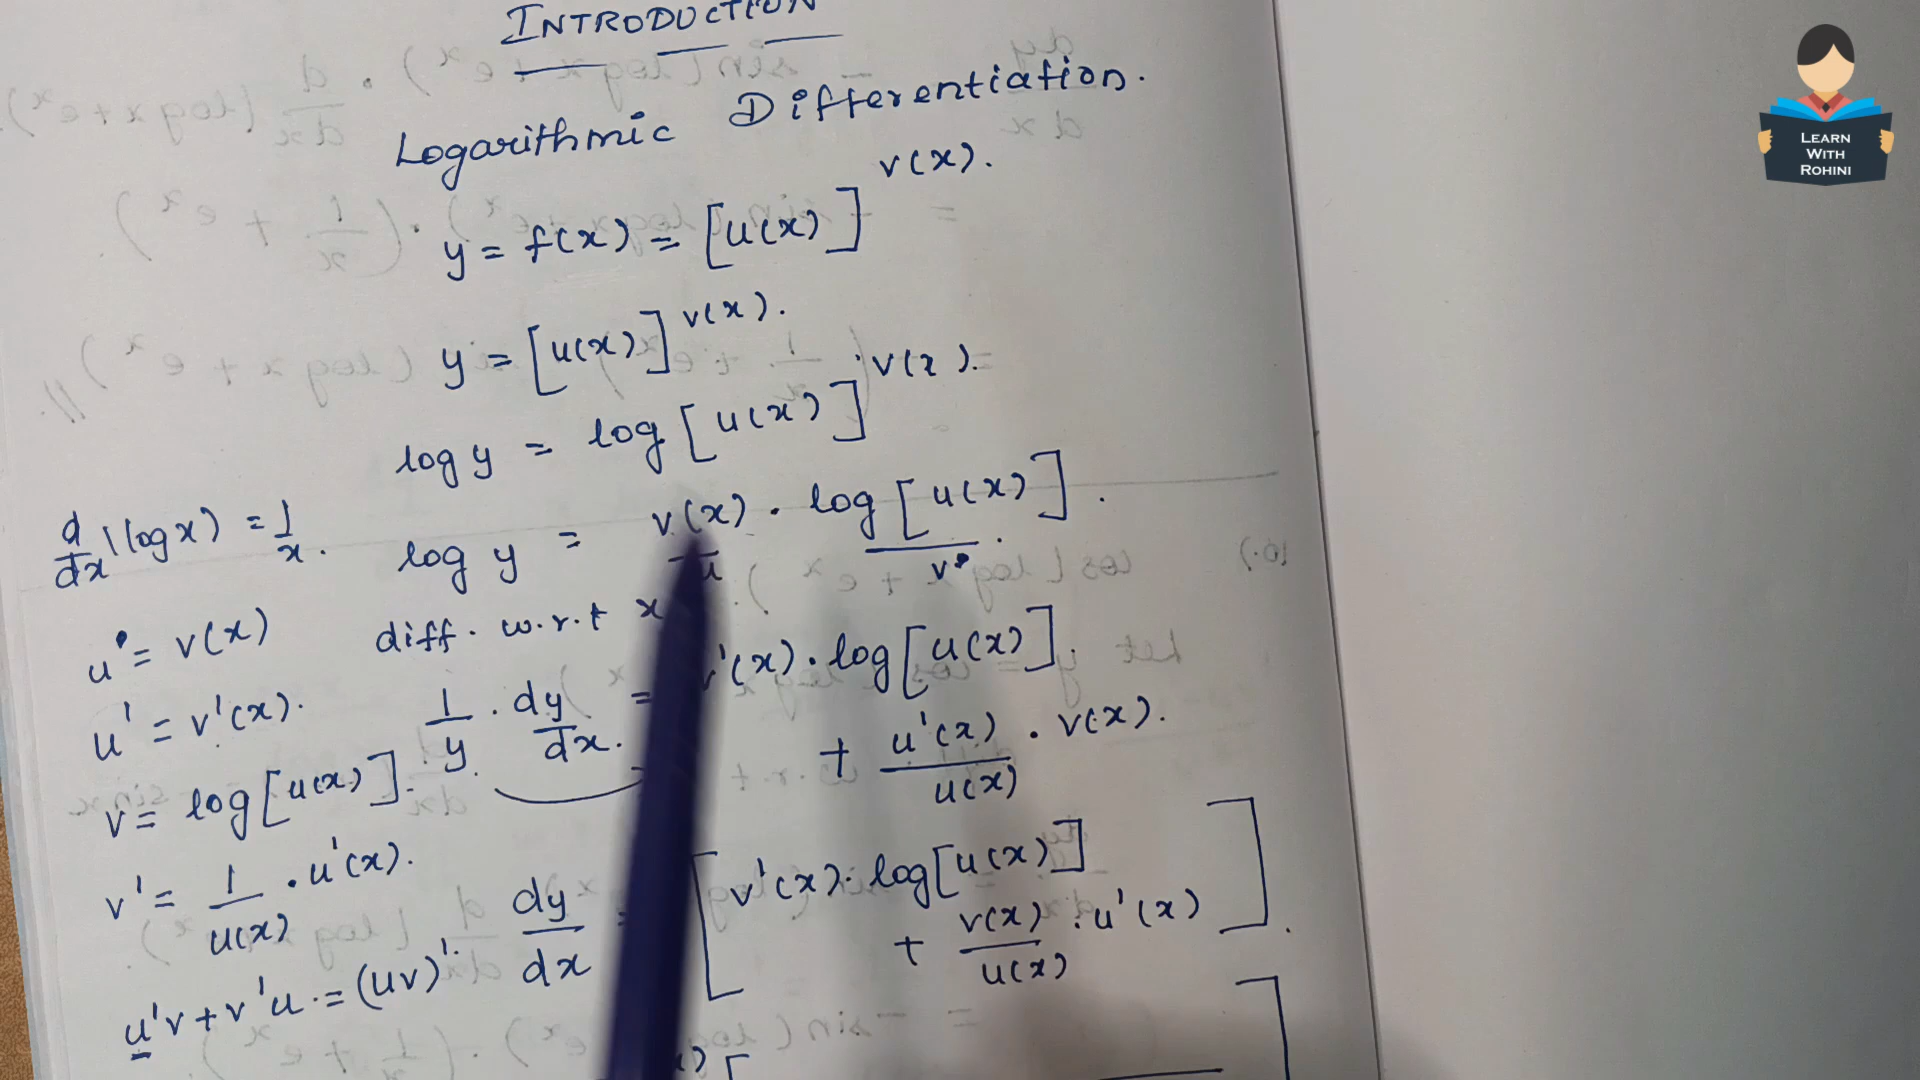 INTRODUCTION
Logarithmic Differentiation.
y = f(x) = [u(x)]^v(x).
y = [u(x)]^v(x).
log y = log [u(x)]^v(x).
log y = v(x) . log [u(x)] .
u v
diff. w.r.t x
1/y . dy/dx. = v'(x) . log [u(x)].
+ u'(x)/u(x) . v(x).
dy/dx = [ v'(x). log[u(x)]
+ v(x)/u(x) . u'(x) ].
d/dx (log x) = 1/x.
u = v(x)
u' = v'(x).
v = log [u(x)].
v' = 1/u(x) . u'(x).
u'v + v'u . = (uv)'.
LEARN
WITH
ROHINI